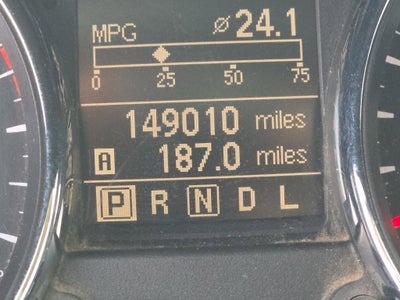 MPG ⌀24.1
0 25 50 75
149010 miles
A 187.0 miles
P R N D L